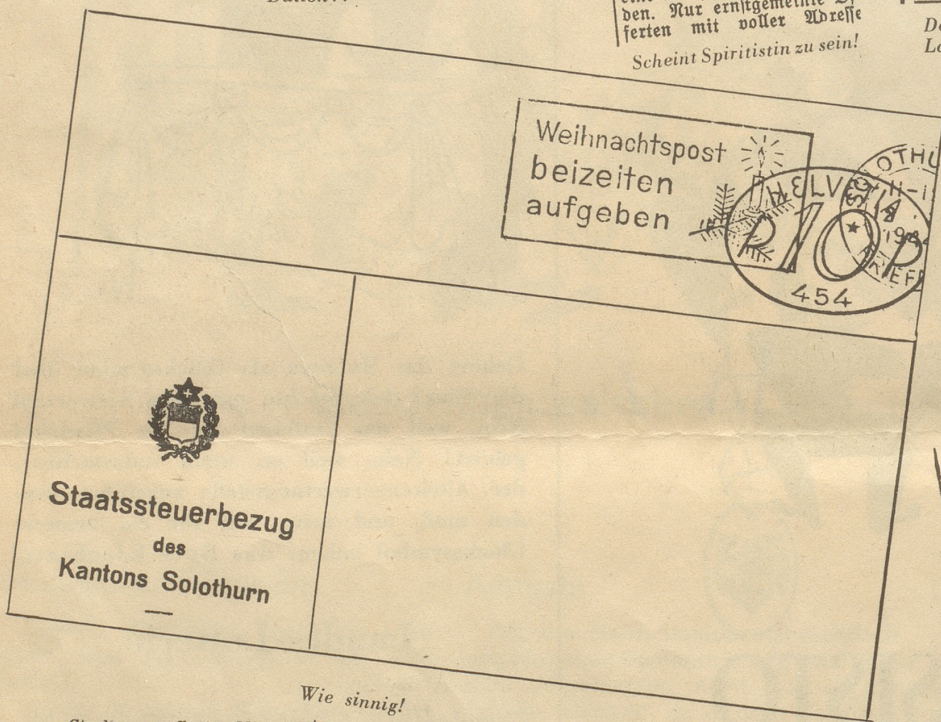 den. Nur ernstgemeinte
ferten mit voller Adresse
Scheint Spiritistin zu sein!
Weihnachtspost
beizeiten
aufgeben
HELVETIA
P10P
454
Staatssteuerbezug
des
Kantons Solothurn
Wie sinnig!